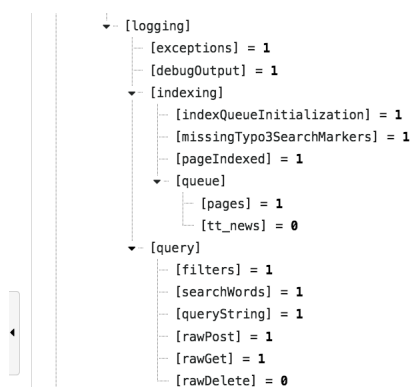 [logging]
[exceptions] = 1
[debugOutput] = 1
[indexing]
[indexQueueInitialization] = 1
[missingTypo3SearchMarkers] = 1
[pageIndexed] = 1
[queue]
[pages] = 1
[tt_news] = 0
[query]
[filters] = 1
[searchWords] = 1
[queryString] = 1
[rawPost] = 1
[rawGet] = 1
[rawDelete] = 0